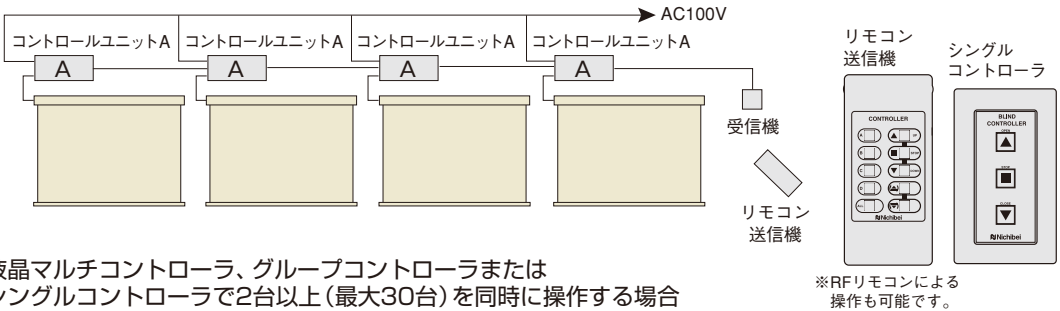 AC100V
コントロールユニットA
コントロールユニットA
コントロールユニットA
コントロールユニットA
A
A
A
A
受信機
リモコン
送信機
リモコン
送信機
シングル
コントローラ
CONTROLLER
A
UP
B
STOP
C
DOWN
D
ALL
Nichibei
BLIND
CONTROLLER
OPEN
STOP
CLOSE
Nichibei
※RFリモコンによる
操作も可能です。
液晶マルチコントローラ、グループコントローラまたは
シングルコントローラで2台以上(最大30台)を同時に操作する場合